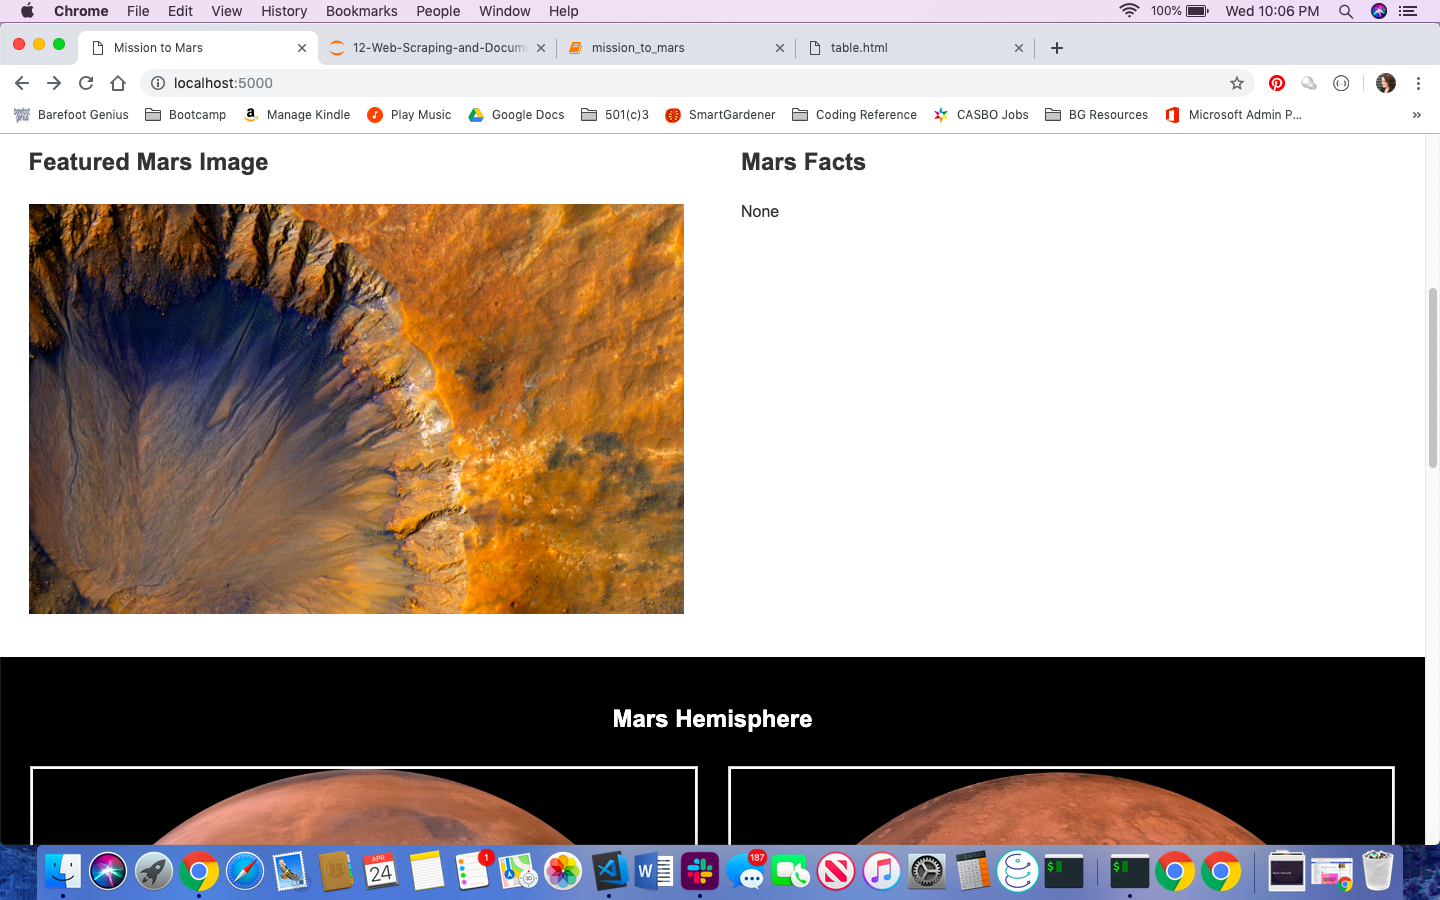 Chrome File Edit View History Bookmarks People Window Help 100% Wed 10:06 PM
Mission to Mars 12-Web-Scraping-and-Docume mission_to_mars table.html
localhost:5000
Barefoot Genius Bootcamp Manage Kindle Play Music Google Docs 501(c)3 SmartGardener Coding Reference CASBO Jobs BG Resources Microsoft Admin P... »
Featured Mars Image
Mars Facts
None
Mars Hemisphere
APR
24
1
187
$
$